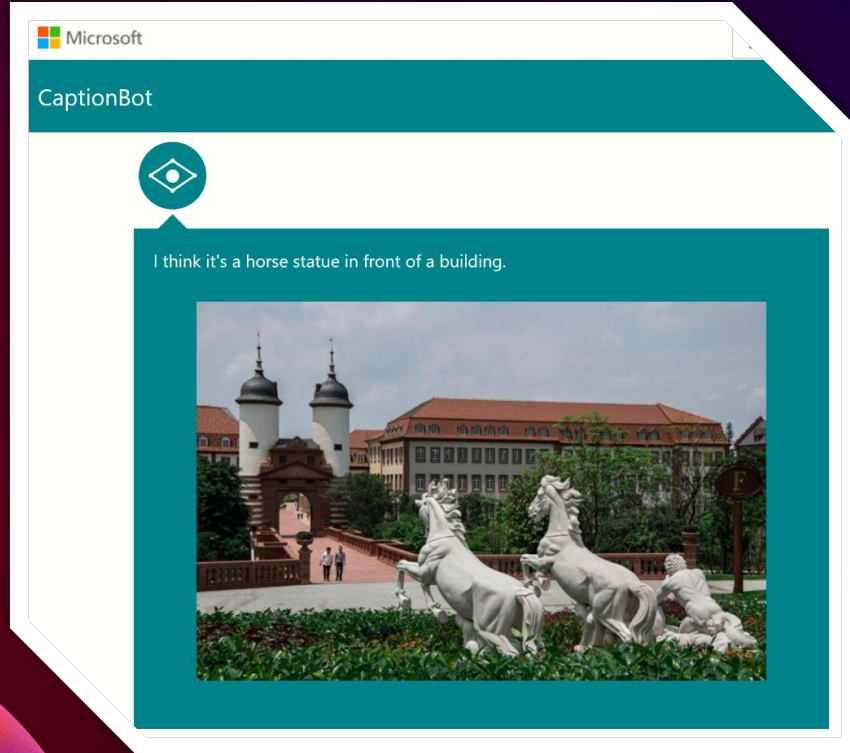 Microsoft
CaptionBot
I think it's a horse statue in front of a building.
F